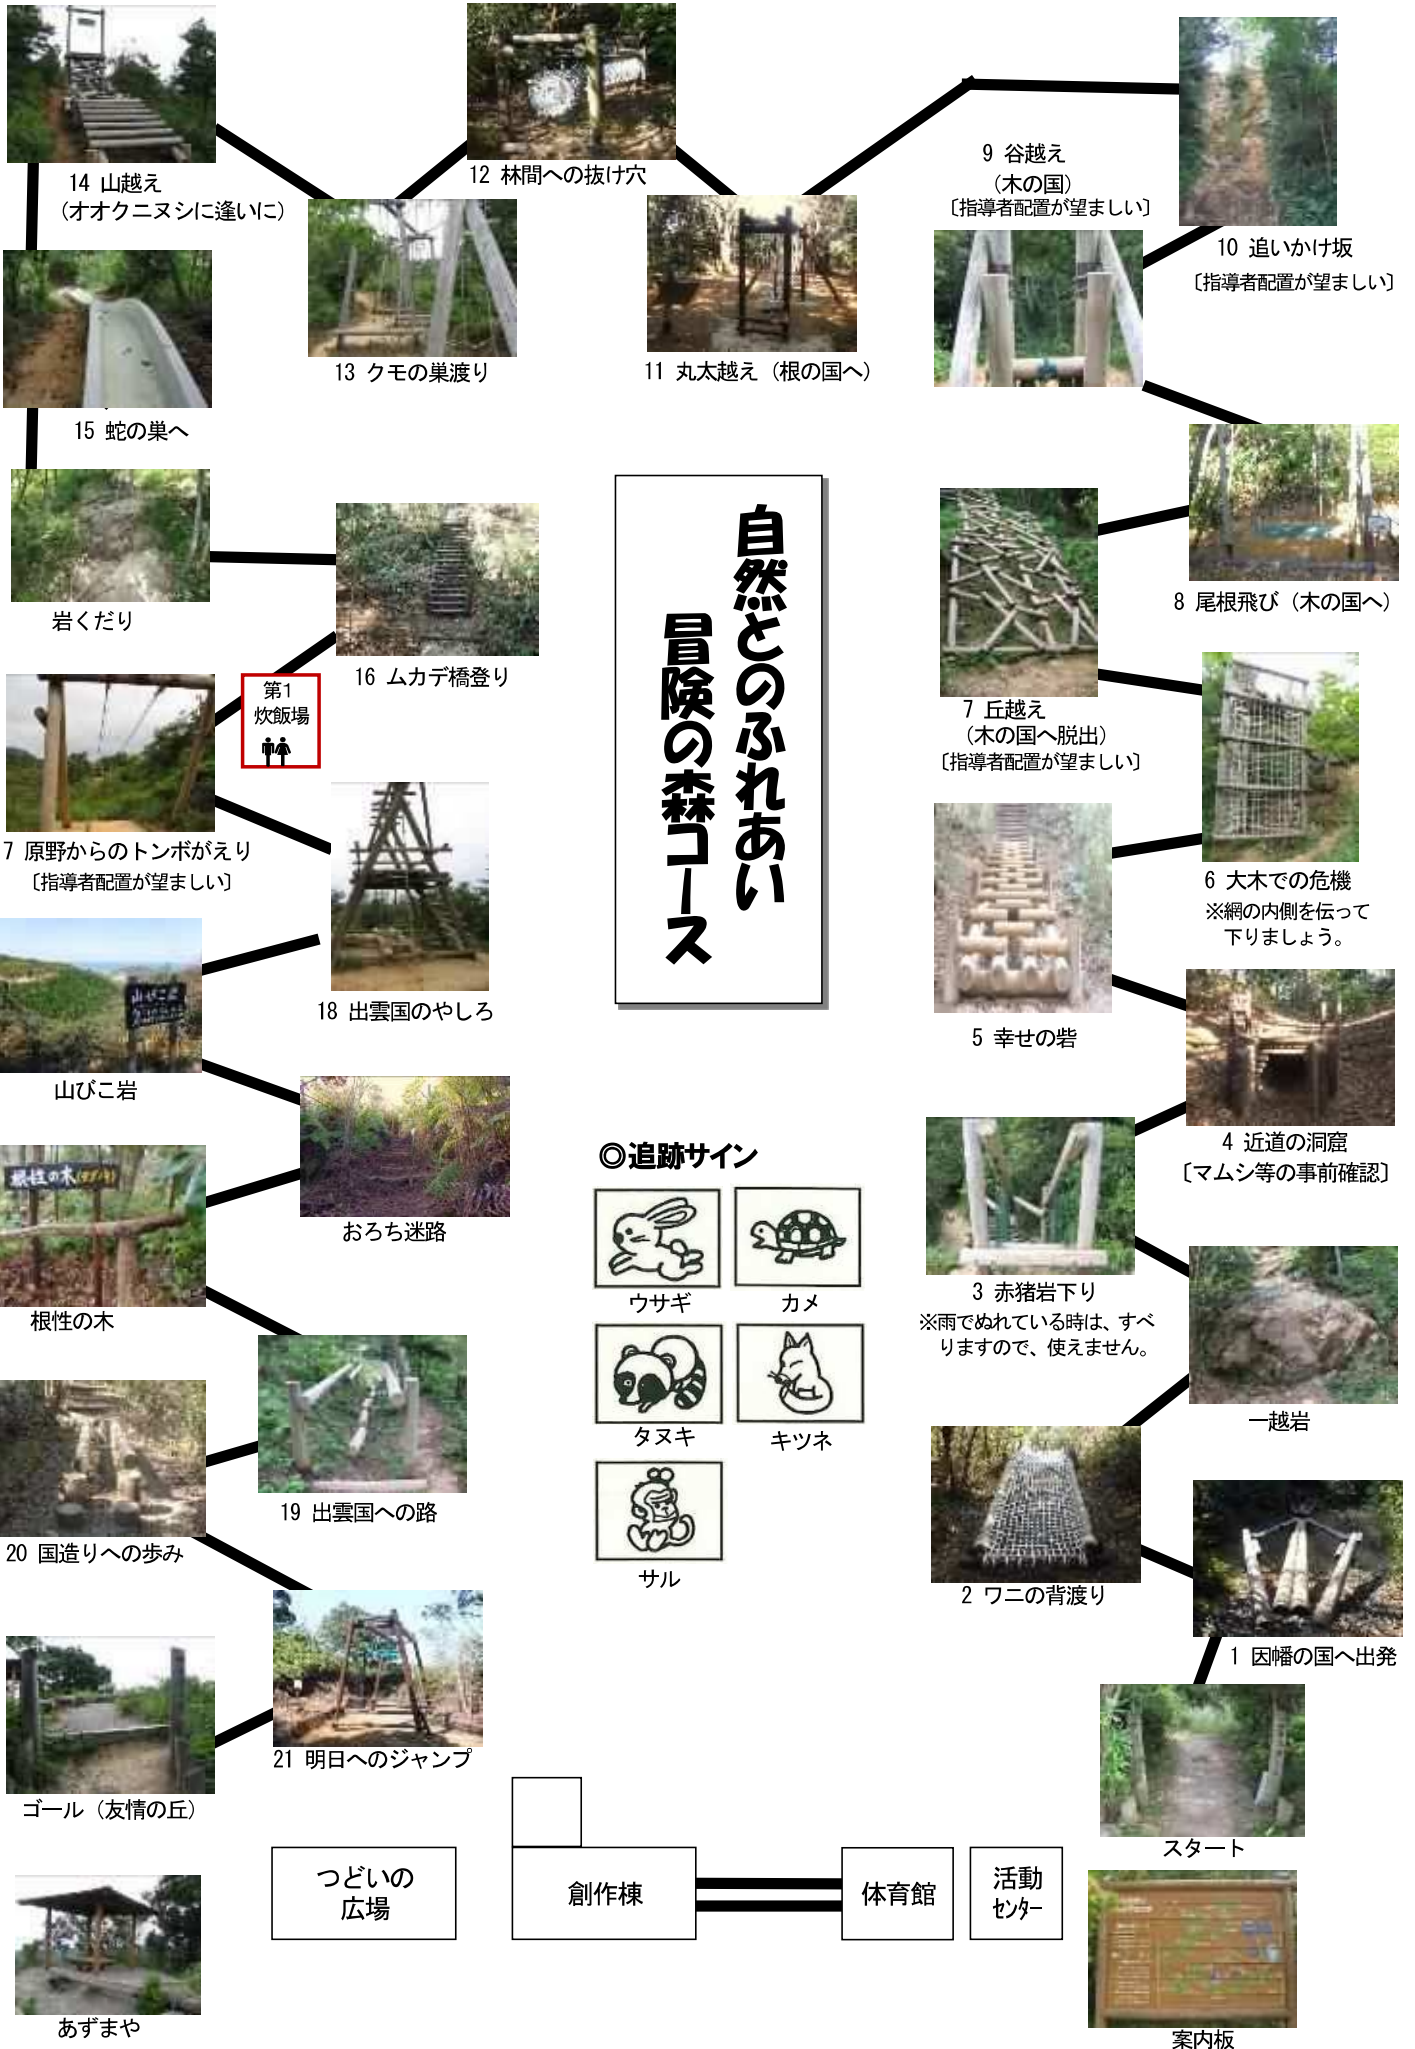 14 山越え
(オオクニヌシに逢いに)
12 林間への抜け穴
9 谷越え
(木の国)
〔指導者配置が望ましい〕
10 追いかけ坂
〔指導者配置が望ましい〕
13 クモの巣渡り
11 丸太越え（根の国へ）
15 蛇の巣へ
岩くだり
16 ムカデ橋登り
第1
炊飯場
自然とのふれあい
冒険の森コース
8 尾根飛び（木の国へ）
7 丘越え
（木の国へ脱出）
〔指導者配置が望ましい〕
7 原野からのトンボがえり
〔指導者配置が望ましい〕
6 大木での危機
※網の内側を伝って
下りましょう。
18 出雲国のやしろ
5 幸せの砦
山びこ岩
山びこ岩
4 近道の洞窟
〔マムシ等の事前確認〕
おろち迷路
根性の木
根性の木
◎追跡サイン
ウサギ
カメ
タヌキ
キツネ
サル
3 赤猪岩下り
※雨でぬれている時は、すべ
りますので、使えません。
一越岩
19 出雲国への路
20 国造りへの歩み
2 ワニの背渡り
1 因幡の国へ出発
21 明日へのジャンプ
ゴール（友情の丘）
スタート
つどいの
広場
創作棟
体育館
活動
センター
あずまや
案内板